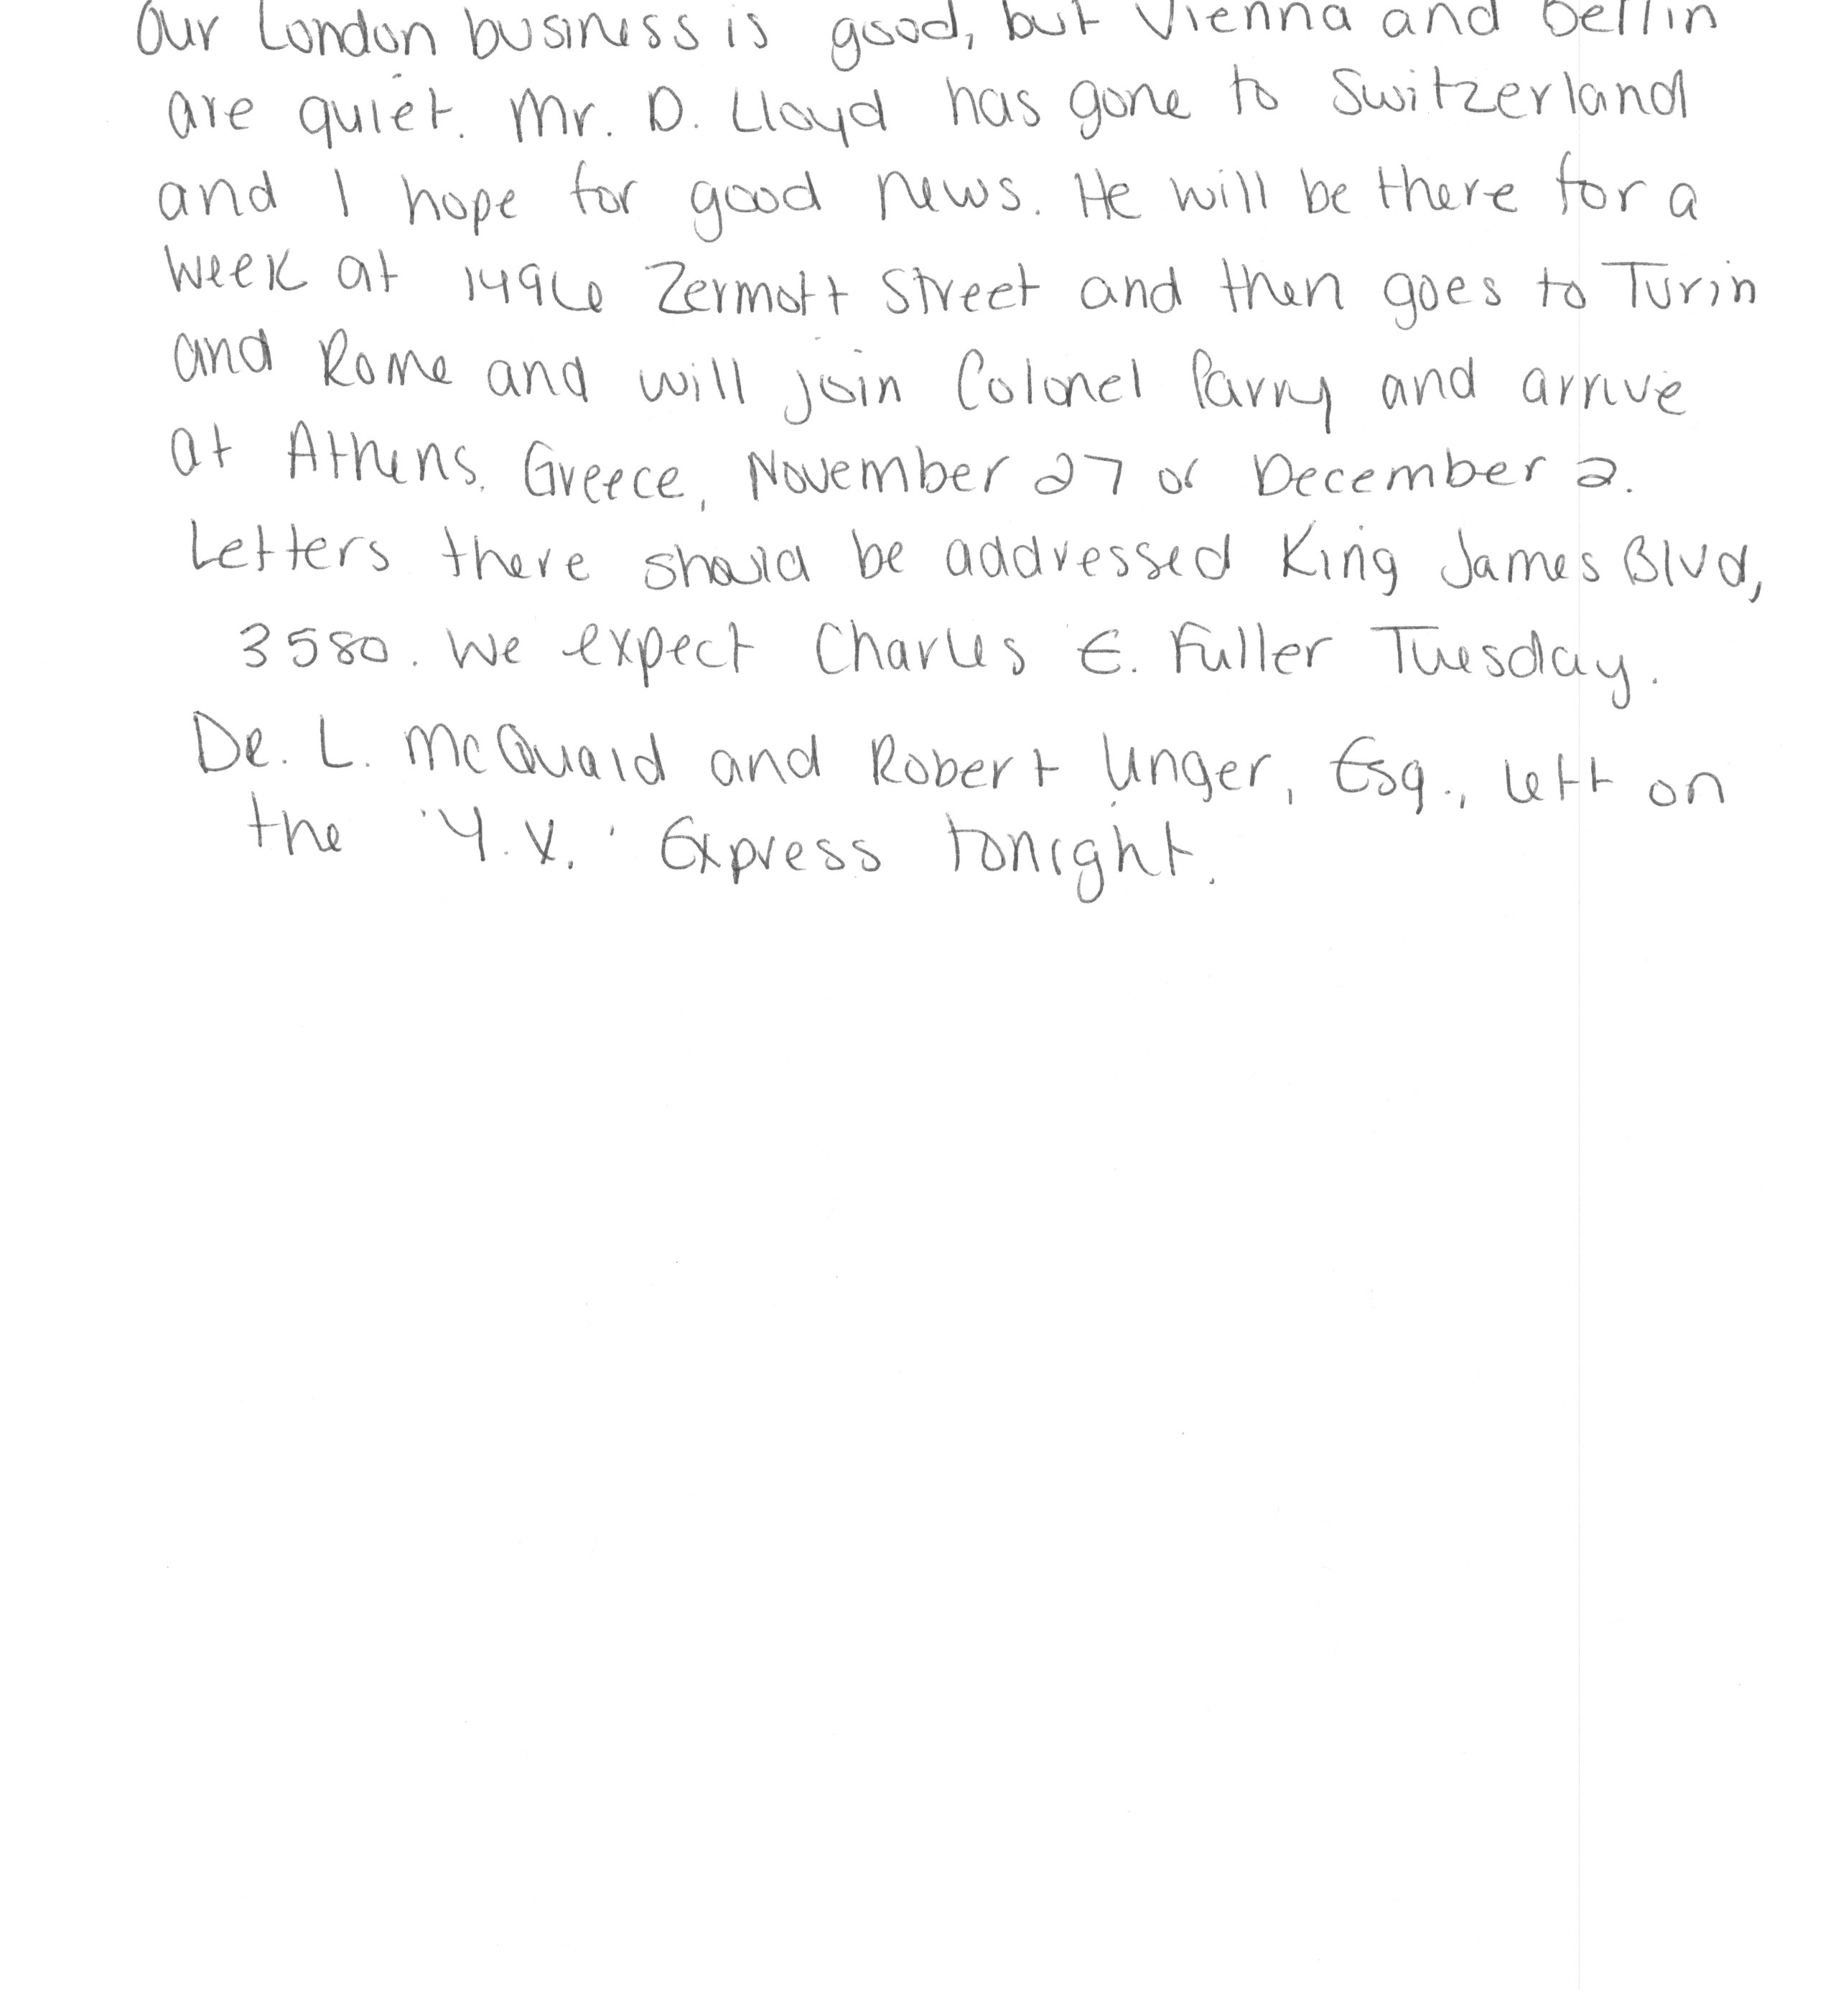 Our London business is good, but Vienna and Berlin
are quiet. Mr. D. Lloyd has gone to Switzerland
and I hope for good news. He will be there for a
week at 1496 Zermott Street and then goes to Turin
and Rome and will join Colonel Parry and arrive
at Athens, Greece, November 27 or December 2.
Letters there should be addressed King James Blvd,
3580. We expect Charles E. Fuller Tuesday.
Dr. L. McQuaid and Robert Unger, Esq., left on
the 'Y.X.' Express tonight.